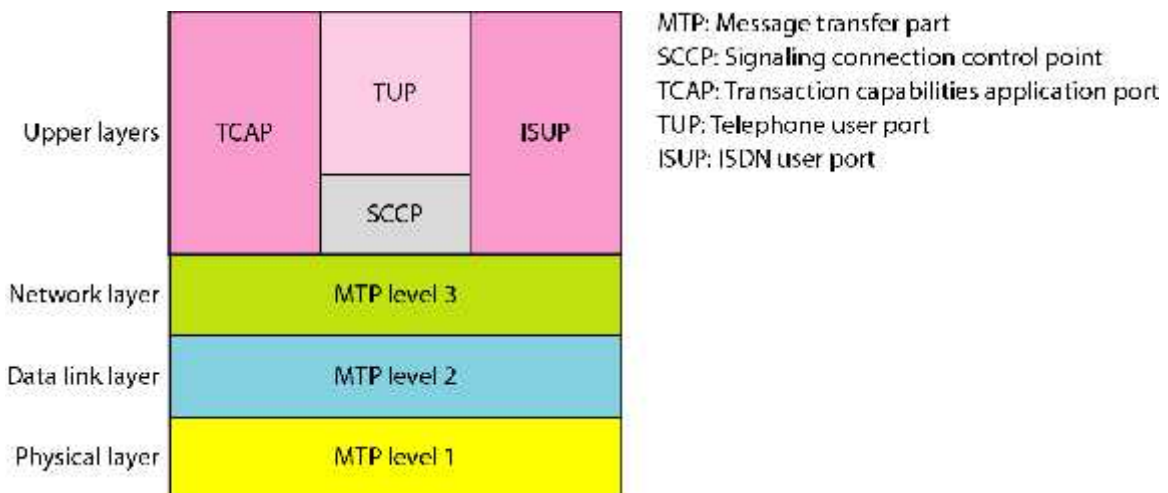 MTP: Message transfer part
SCCP: Signaling connection control point
TCAP: Transaction capabilities application port
TUP: Telephone user port
ISUP: ISDN user port
Upper layers
TCAP
TUP
SCCP
ISUP
Network layer
MTP level 3
Data link layer
MTP level 2
Physical layer
MTP level 1